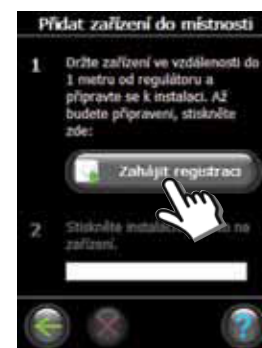 Přidat zařízení do místnosti
1 Držte zařízení ve vzdálenosti do
1 metru od regulátoru a
připravte se k instalaci. Až
budete připraveni, stiskněte
zde:
Zahájit registraci
2 Stiskněte na
zařízení.